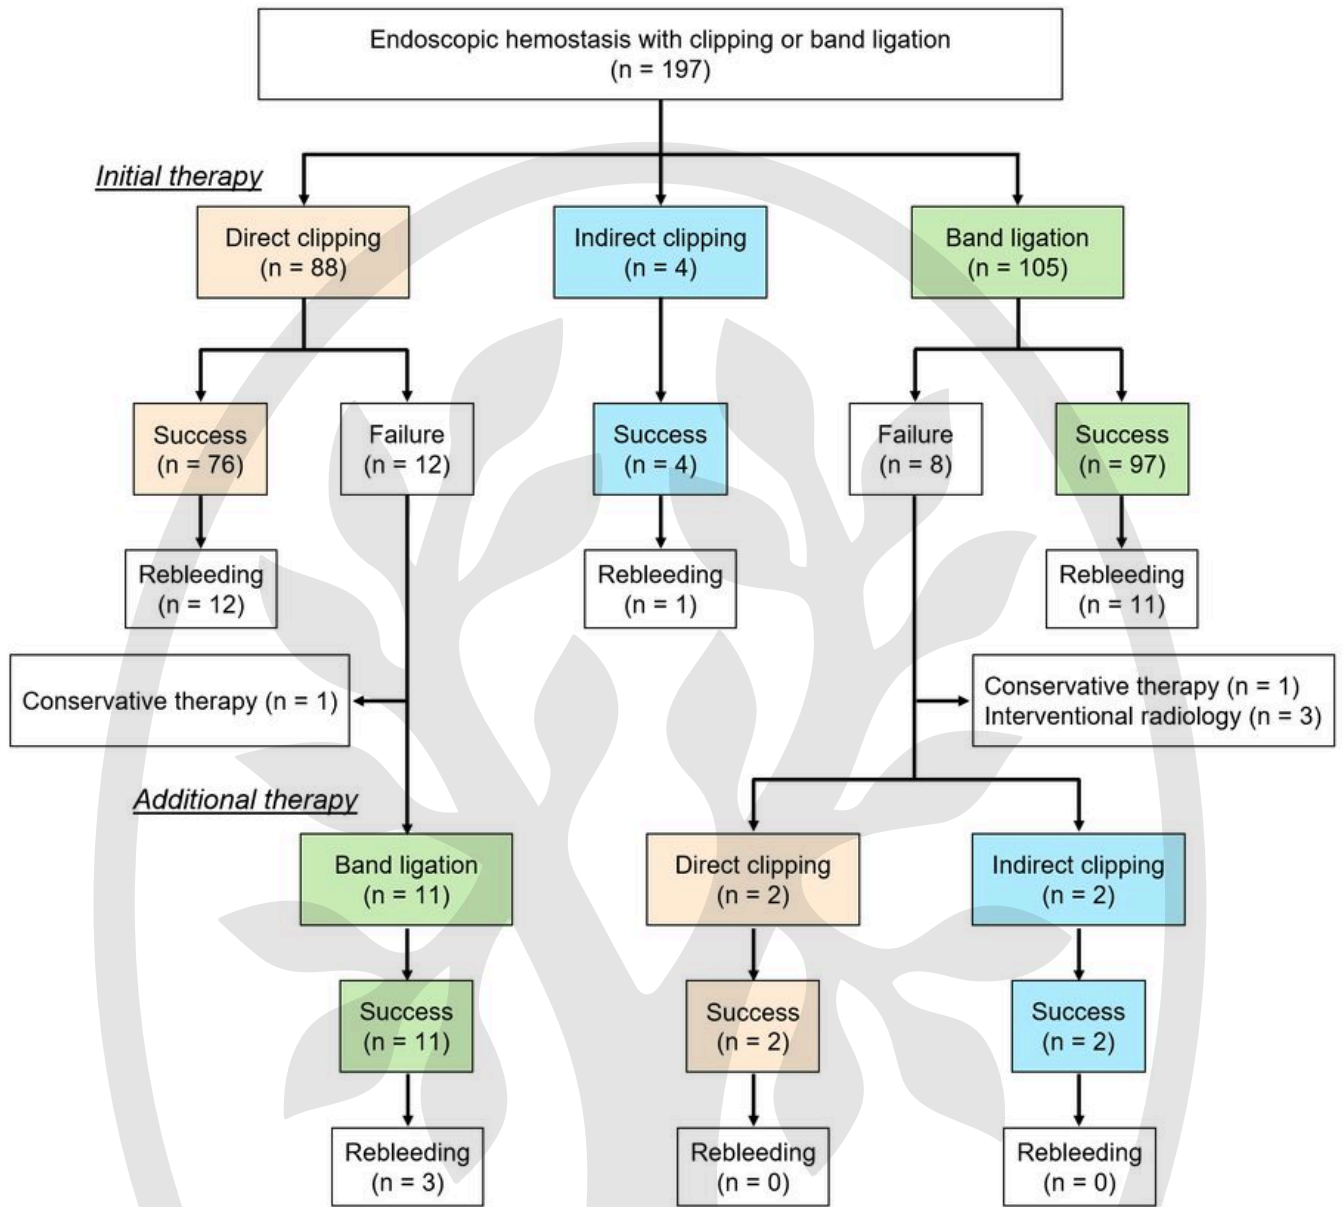 Endoscopic hemostasis with clipping or band ligation
(n = 197)
Initial therapy
Direct clipping
(n = 88)
Indirect clipping
(n = 4)
Band ligation
(n = 105)
Success
(n = 76)
Failure
(n = 12)
Success
(n = 4)
Failure
(n = 8)
Success
(n = 97)
Rebleeding
(n = 12)
Rebleeding
(n = 1)
Rebleeding
(n = 11)
Conservative therapy (n = 1)
Conservative therapy (n = 1)
Interventional radiology (n = 3)
Additional therapy
Band ligation
(n = 11)
Direct clipping
(n = 2)
Indirect clipping
(n = 2)
Success
(n = 11)
Success
(n = 2)
Success
(n = 2)
Rebleeding
(n = 3)
Rebleeding
(n = 0)
Rebleeding
(n = 0)